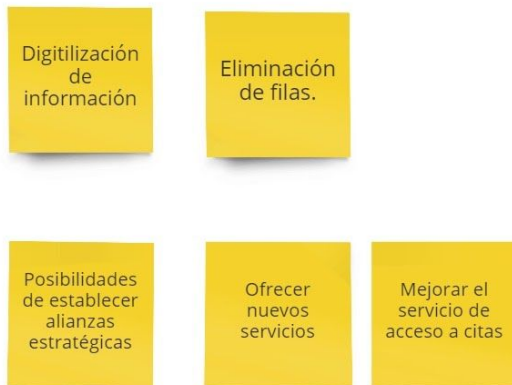 Digitilización
de
información
Eliminación
de filas.
Posibilidades
de establecer
alianzas
estratégicas
Ofrecer
nuevos
servicios
Mejorar el
servicio de
acceso a citas